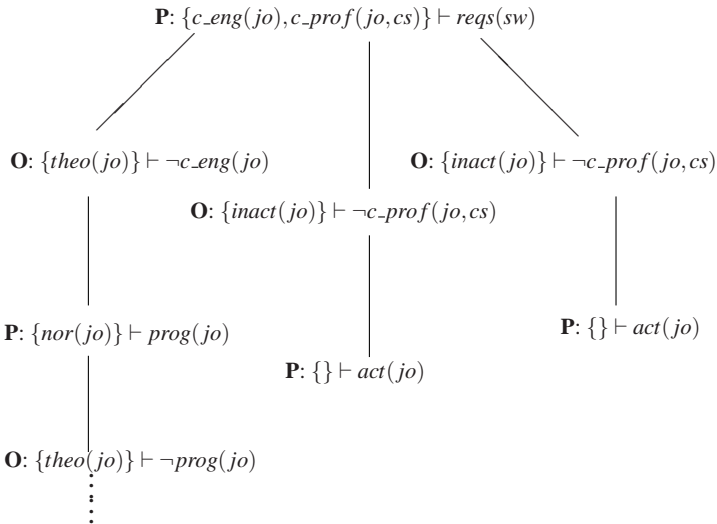 P: {c_eng(jo),c_prof(jo,cs)} ⊢ reqs(sw)
O: {theo(jo)} ⊢ ¬c_eng(jo)
O: {inact(jo)} ⊢ ¬c_prof(jo,cs)
O: {inact(jo)} ⊢ ¬c_prof(jo,cs)
P: {nor(jo)} ⊢ prog(jo)
P: {} ⊢ act(jo)
P: {} ⊢ act(jo)
O: {theo(jo)} ⊢ ¬prog(jo)